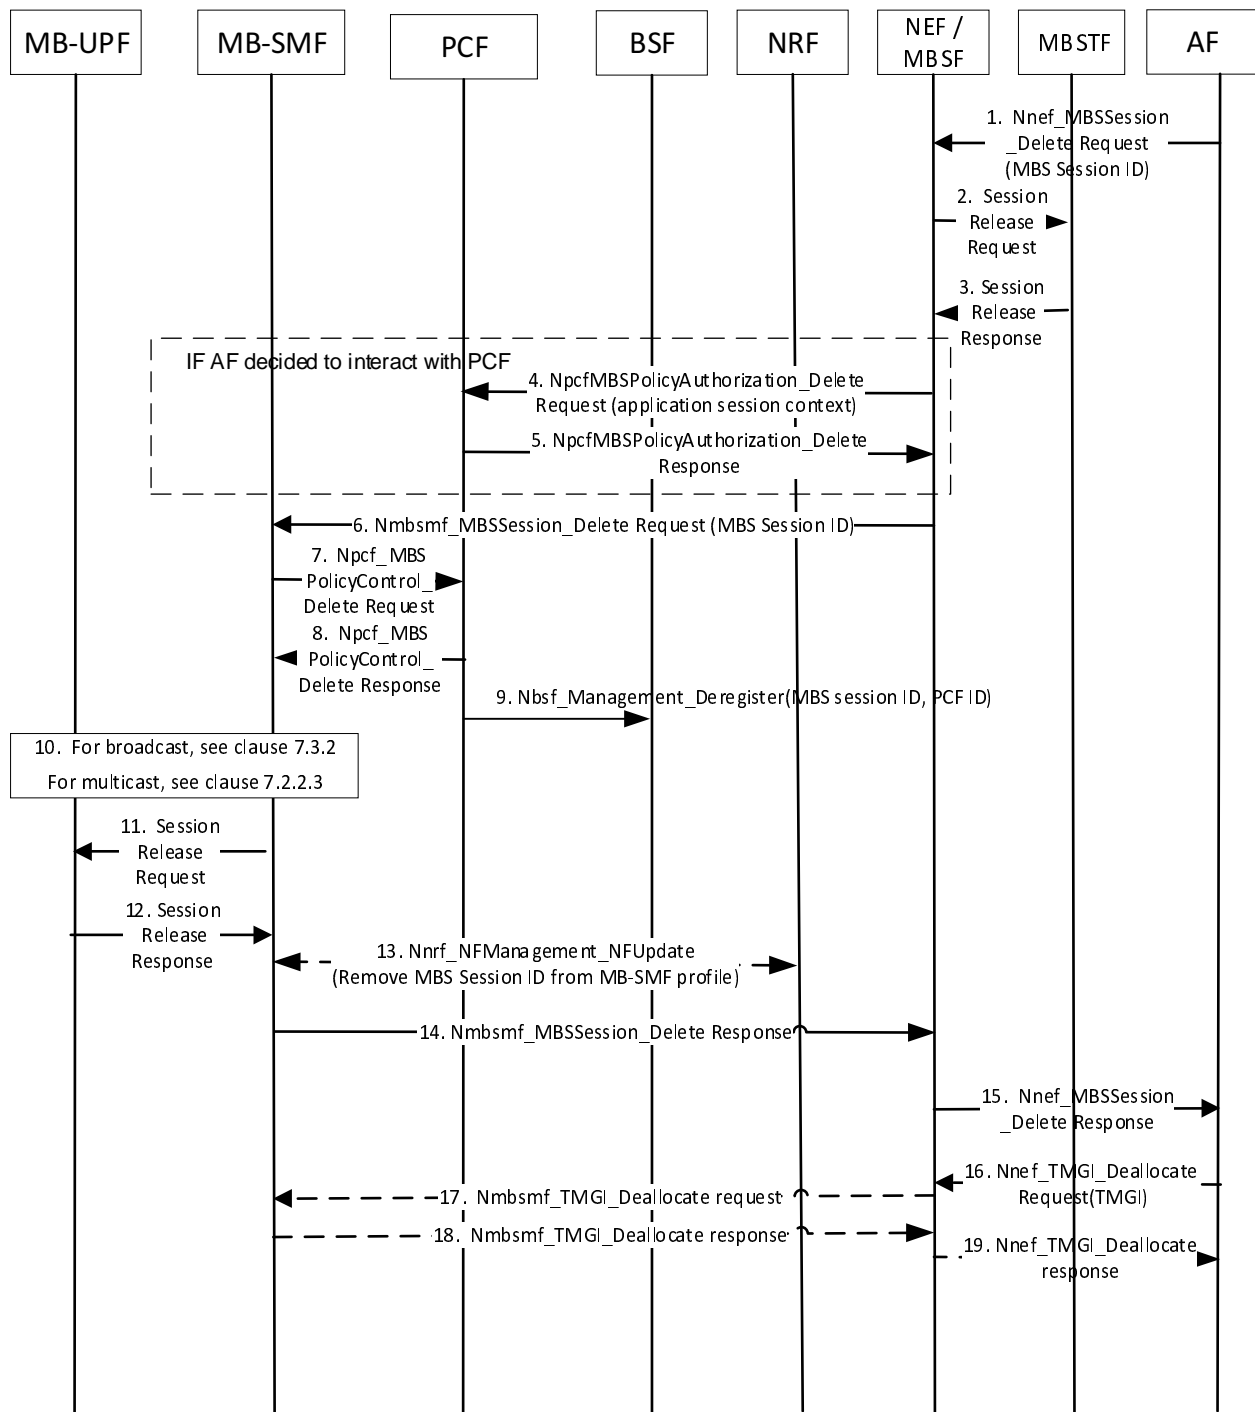 MB-UPF
MB-SMF
PCF
BSF
NRF
NEF /
MBSF
MBSTF
AF
1. Nnef_MBSSession
_Delete Request
(MBS Session ID)
2. Session
Release
Request
3. Session
Release
Response
IF AF decided to interact with PCF
4. NpcfMBSPolicyAuthorization_Delete
Request (application session context)
5. NpcfMBSPolicyAuthorization_Delete
Response
6. Nmbsmf_MBSSession_Delete Request (MBS Session ID)
7. Npcf_MBS
PolicyControl_
Delete Request
8. Npcf_MBS
PolicyControl_
Delete Response
9. Nbsf_Management_Deregister(MBS session ID, PCF ID)
10. For broadcast, see clause 7.3.2
For multicast, see clause 7.2.2.3
11. Session
Release
Request
12. Session
Release
Response
13. Nnrf_NFManagement_NFUpdate
(Remove MBS Session ID from MB-SMF profile)
14. Nmbsmf_MBSSession_Delete Response
15. Nnef_MBSSession
_Delete Response
16. Nnef_TMGI_Deallocate
Request(TMGI)
17. Nmbsmf_TMGI_Deallocate request
18. Nmbsmf_TMGI_Deallocate response
19. Nnef_TMGI_Deallocate
response